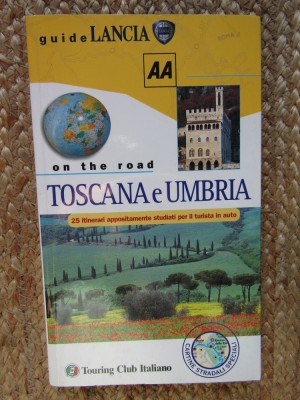 guide LANCIA
AA
on the road
TOSCANA e UMBRIA
25 itinerari appositamente studiati per il turista in auto
CARTINE STRADALI SPECIALI
Touring Club Italiano